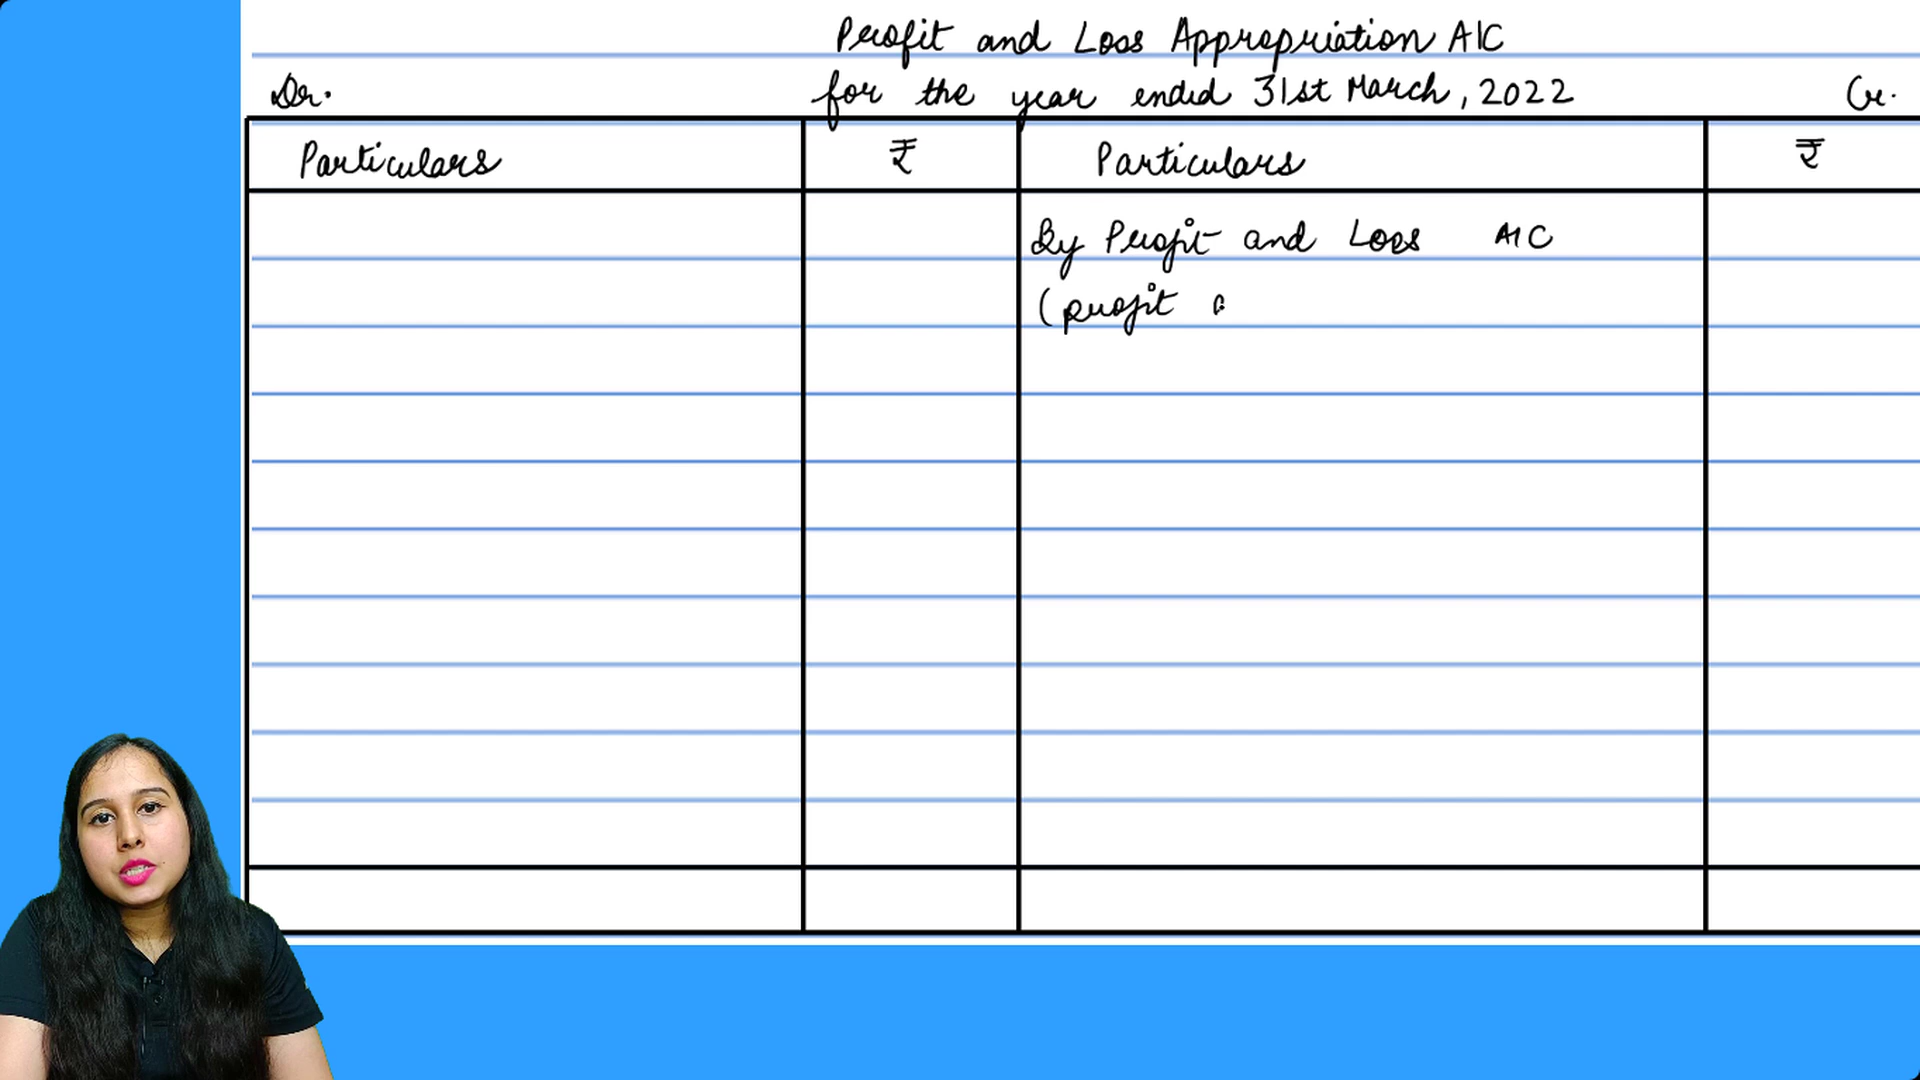 Profit and Loss Appropriation A/C
Dr. for the year ended 31st March, 2022 Cr.
Particulars ₹ Particulars ₹
By Profit and Loss A/C
(profit